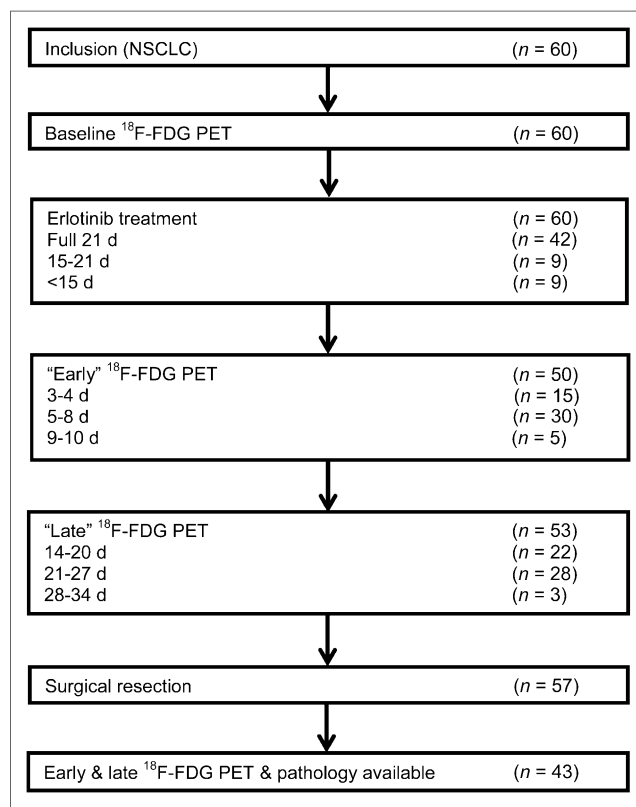 Inclusion (NSCLC) (n = 60)
Baseline ¹⁸F-FDG PET (n = 60)
Erlotinib treatment (n = 60)
Full 21 d (n = 42)
15-21 d (n = 9)
<15 d (n = 9)
“Early” ¹⁸F-FDG PET (n = 50)
3-4 d (n = 15)
5-8 d (n = 30)
9-10 d (n = 5)
“Late” ¹⁸F-FDG PET (n = 53)
14-20 d (n = 22)
21-27 d (n = 28)
28-34 d (n = 3)
Surgical resection (n = 57)
Early & late ¹⁸F-FDG PET & pathology available (n = 43)